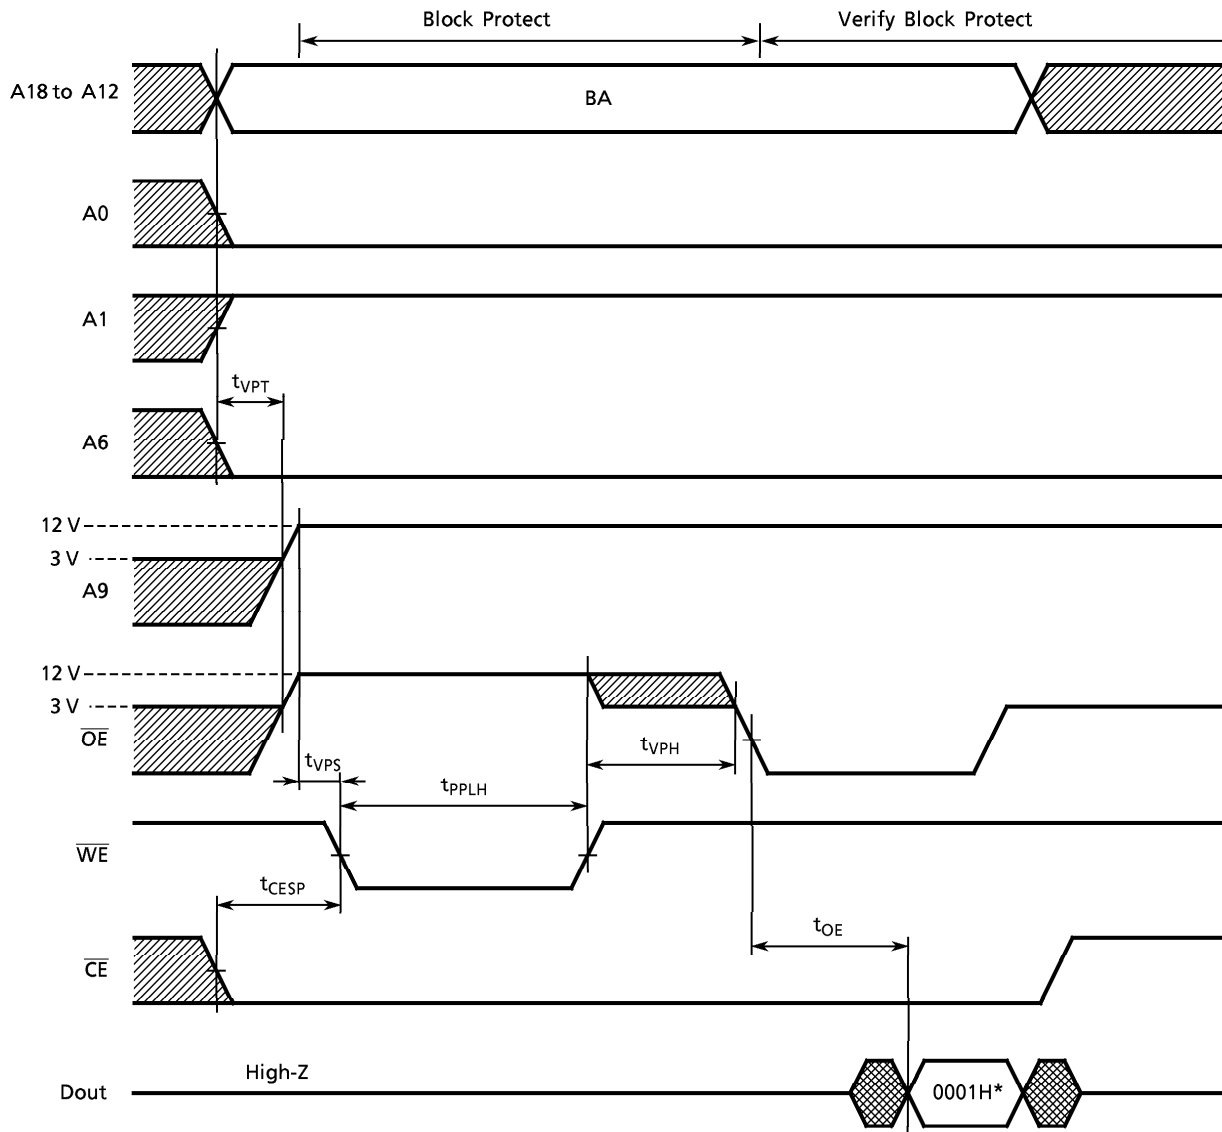 Block Protect
Verify Block Protect
A18 to A12
BA
A0
A1
tVPT
A6
12 V
3 V
A9
12 V
3 V
OE
tVPH
tVPS
tPPLH
WE
tCESP
tOE
CE
High-Z
Dout
0001H*